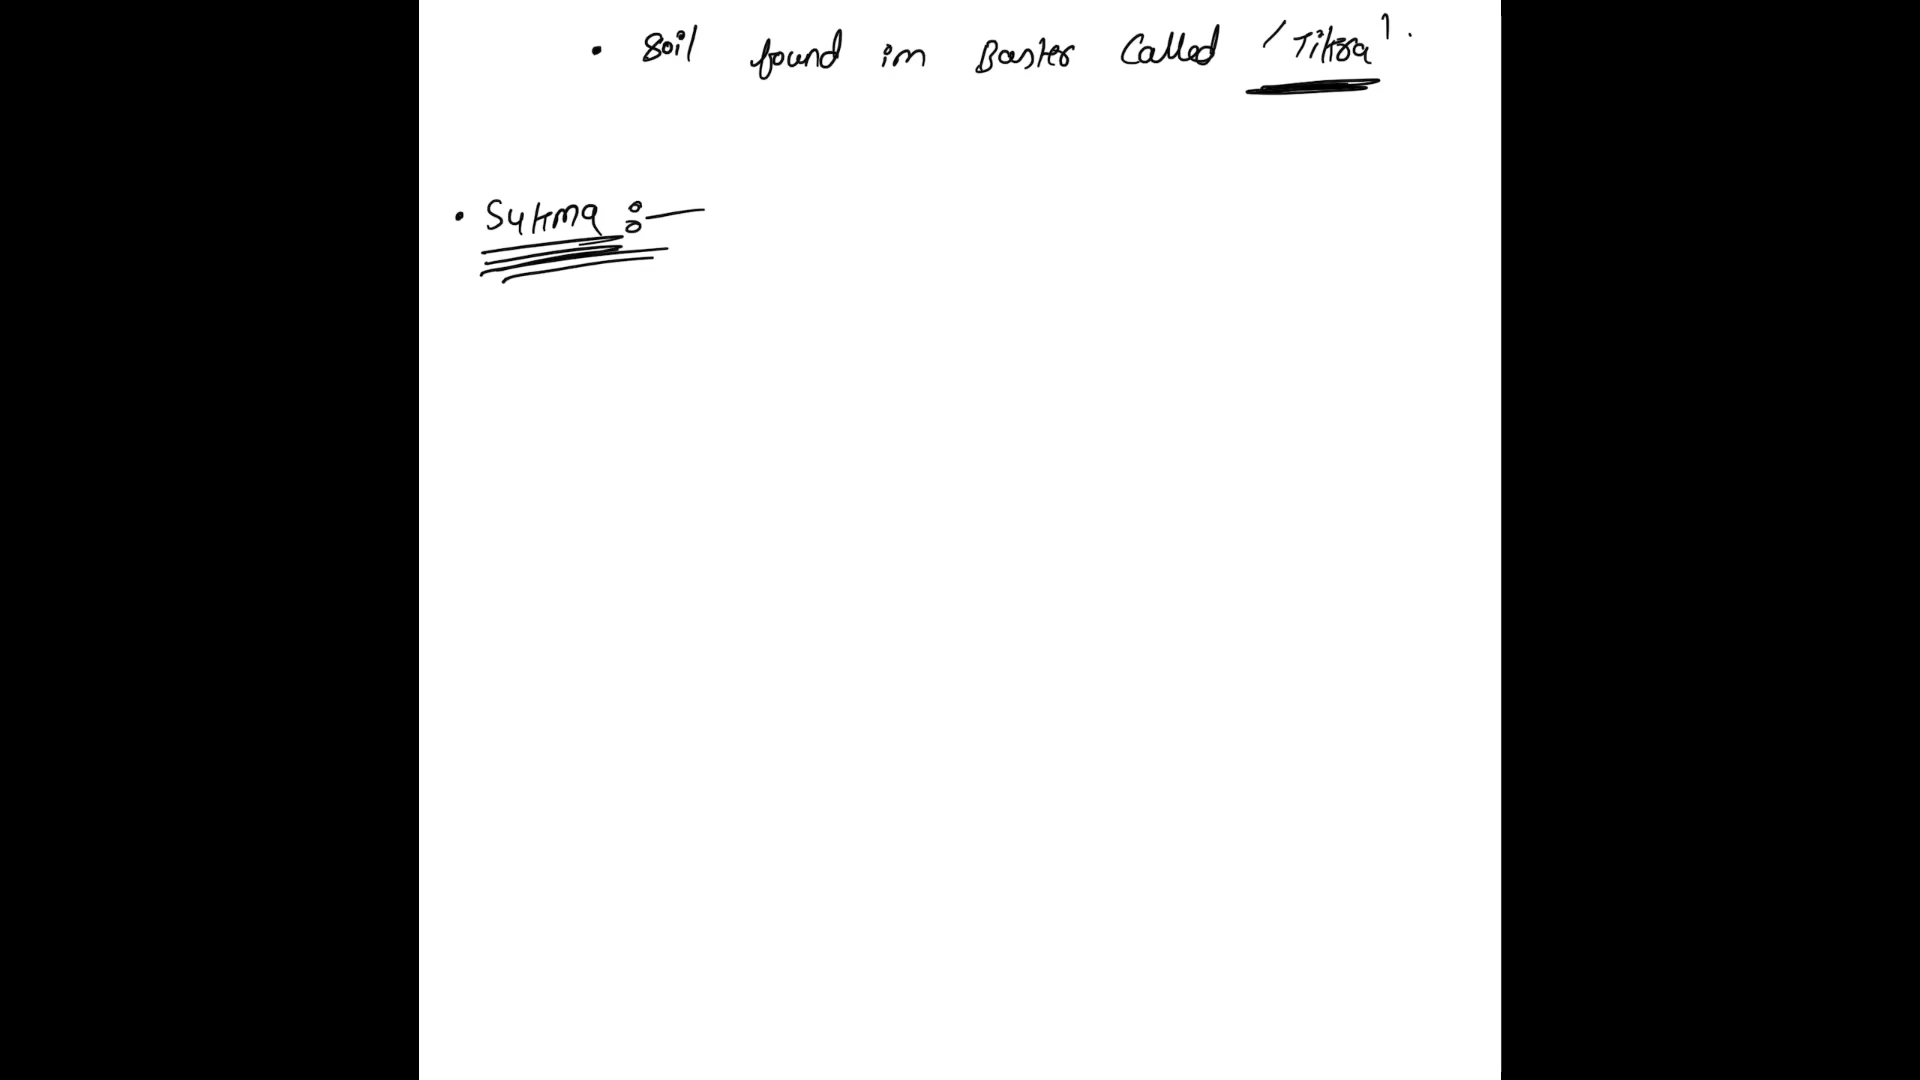 • Soil found in Baster Called 'Tikra'.
• Sukma :—